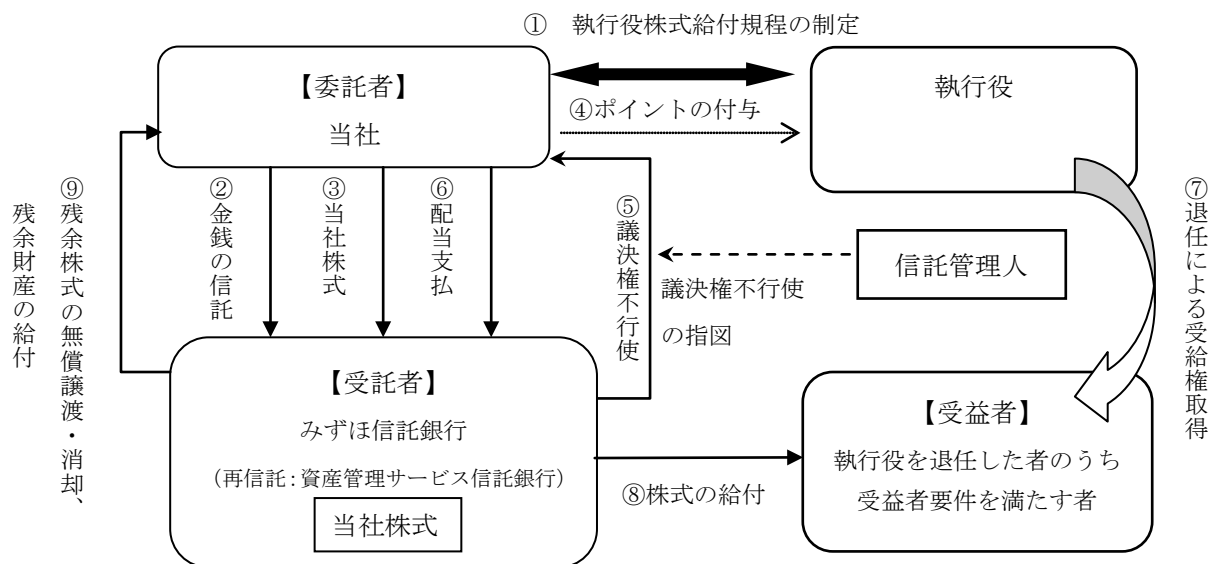 ① 執行役株式給付規程の制定
【委託者】
当社
④ポイントの付与
執行役
②金銭の信託
③当社株式
⑥配当支払
⑤議決権不行使
議決権不行使
の指図
信託管理人
⑦退任による受給権取得
⑨残余株式の無償譲渡・消却、
残余財産の給付
【受託者】
みずほ信託銀行
(再信託:資産管理サービス信託銀行)
当社株式
⑧株式の給付
【受益者】
執行役を退任した者のうち
受益者要件を満たす者